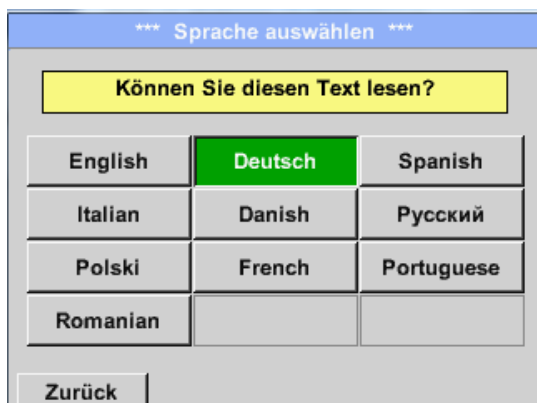 *** Sprache auswählen ***
Können Sie diesen Text lesen?
English Deutsch Spanish
Italian Danish Русский
Polski French Portuguese
Romanian
Zurück